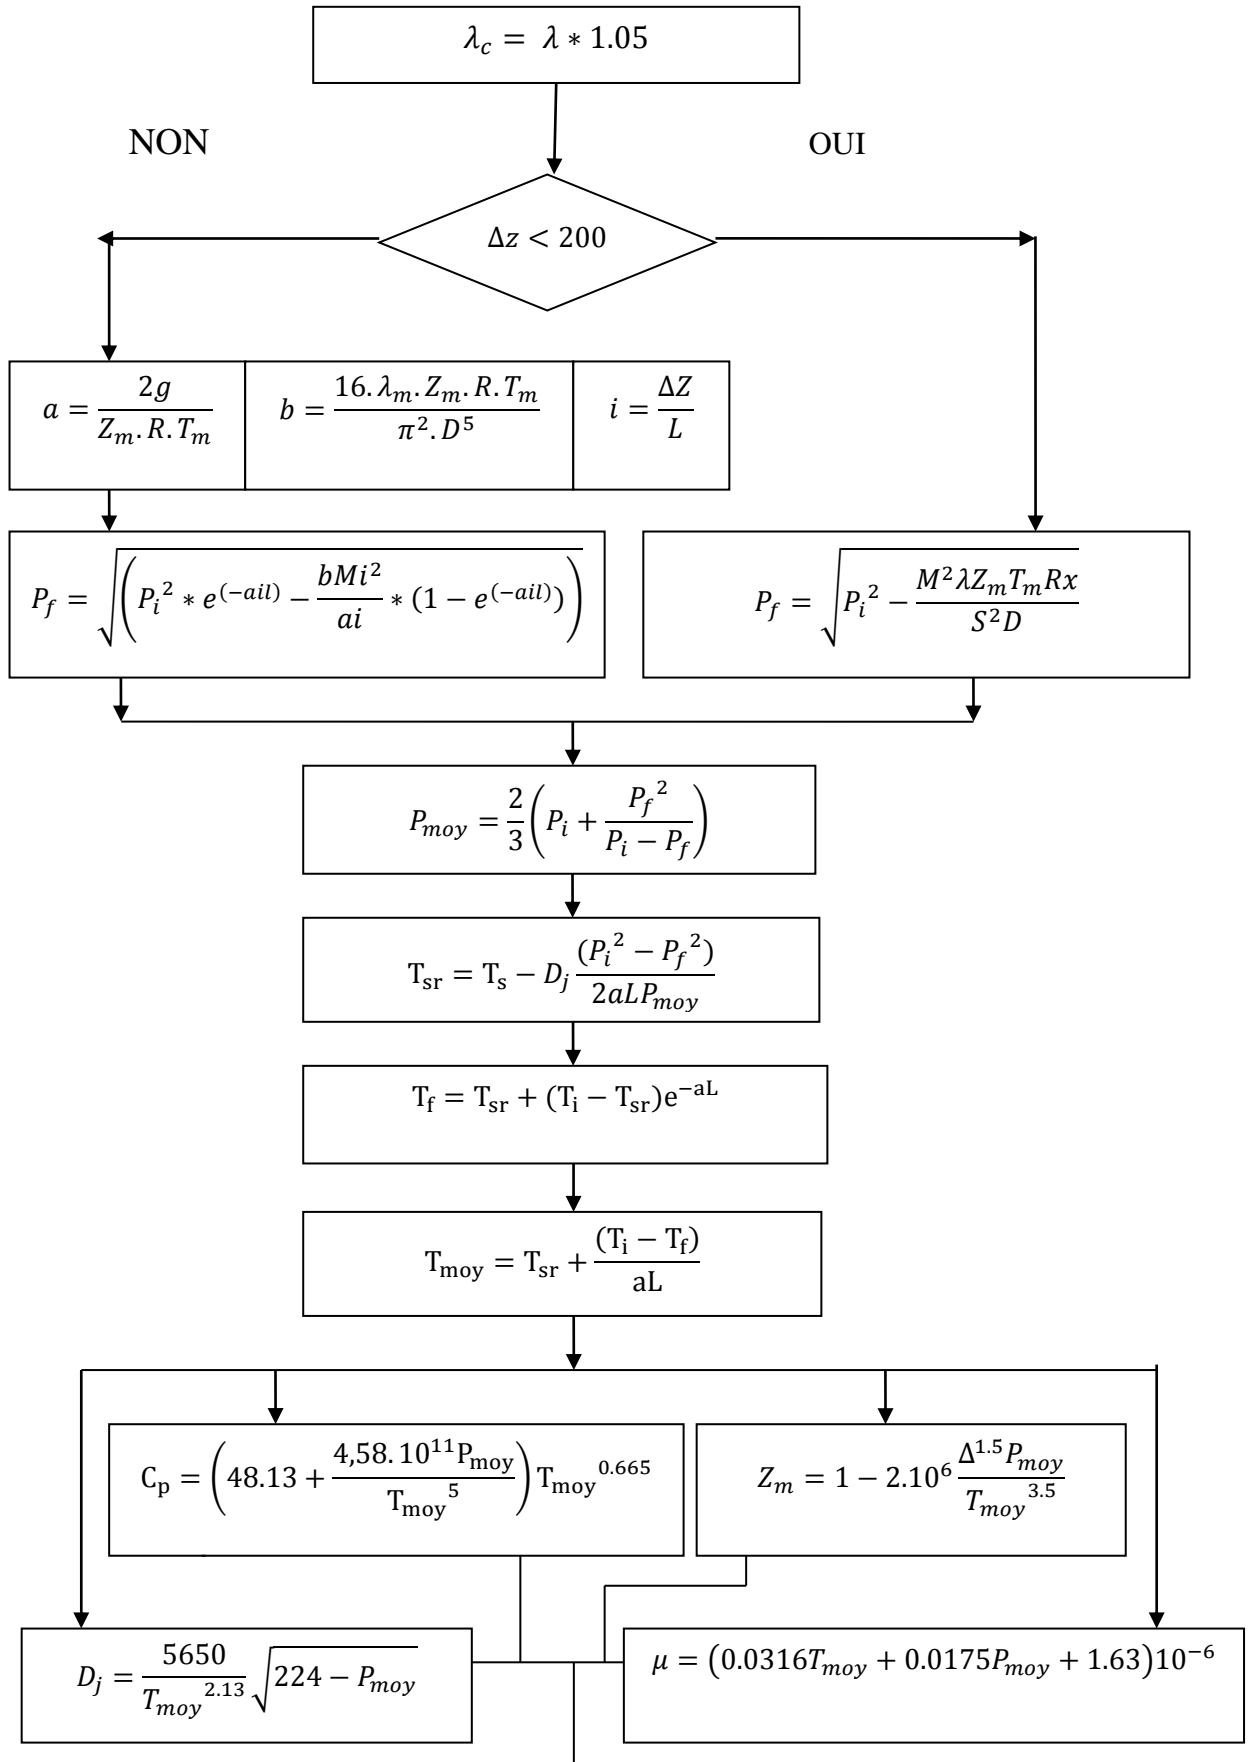 λ_c = λ * 1.05
NON
OUI
Δz < 200
a = 2g / (Z_m. R. T_m)
b = (16. λ_m. Z_m. R. T_m) / (π². D⁵)
i = ΔZ / L
P_f = √((P_i² * e^(−ail) − (bMi² / ai) * (1 − e^(−ail))))
P_f = √(P_i² − (M²λZ_mT_mRx) / (S²D))
P_moy = 2/3 (P_i + P_f² / (P_i − P_f))
T_sr = T_s − D_j (P_i² − P_f²) / (2aLP_moy)
T_f = T_sr + (T_i − T_sr)e^(−aL)
T_moy = T_sr + (T_i − T_f) / aL
C_p = (48.13 + (4,58. 10¹¹P_moy) / T_moy⁵) T_moy^0.665
Z_m = 1 − 2. 10⁶ (Δ^1.5 P_moy) / T_moy^3.5
D_j = 5650 / T_moy^2.13 √(224 − P_moy)
μ = (0.0316T_moy + 0.0175P_moy + 1.63)10⁻⁶